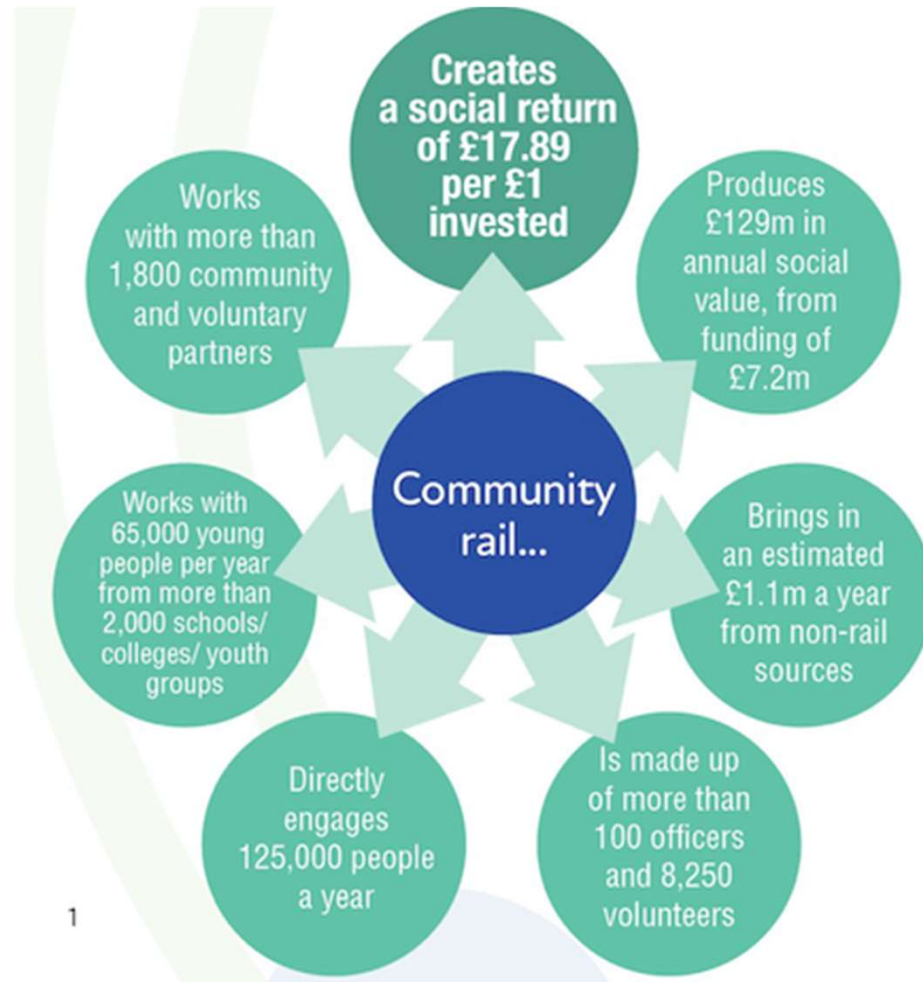 Creates
a social return
of £17.89
per £1
invested
Produces
£129m in
annual social
value, from
funding of
£7.2m
Brings in
an estimated
£1.1m a year
from non-rail
sources
Is made up
of more than
100 officers
and 8,250
volunteers
Directly
engages
125,000 people
a year
Works with
65,000 young
people per year
from more than
2,000 schools/
colleges/ youth
groups
Works
with more than
1,800 community
and voluntary
partners
Community
rail...
1